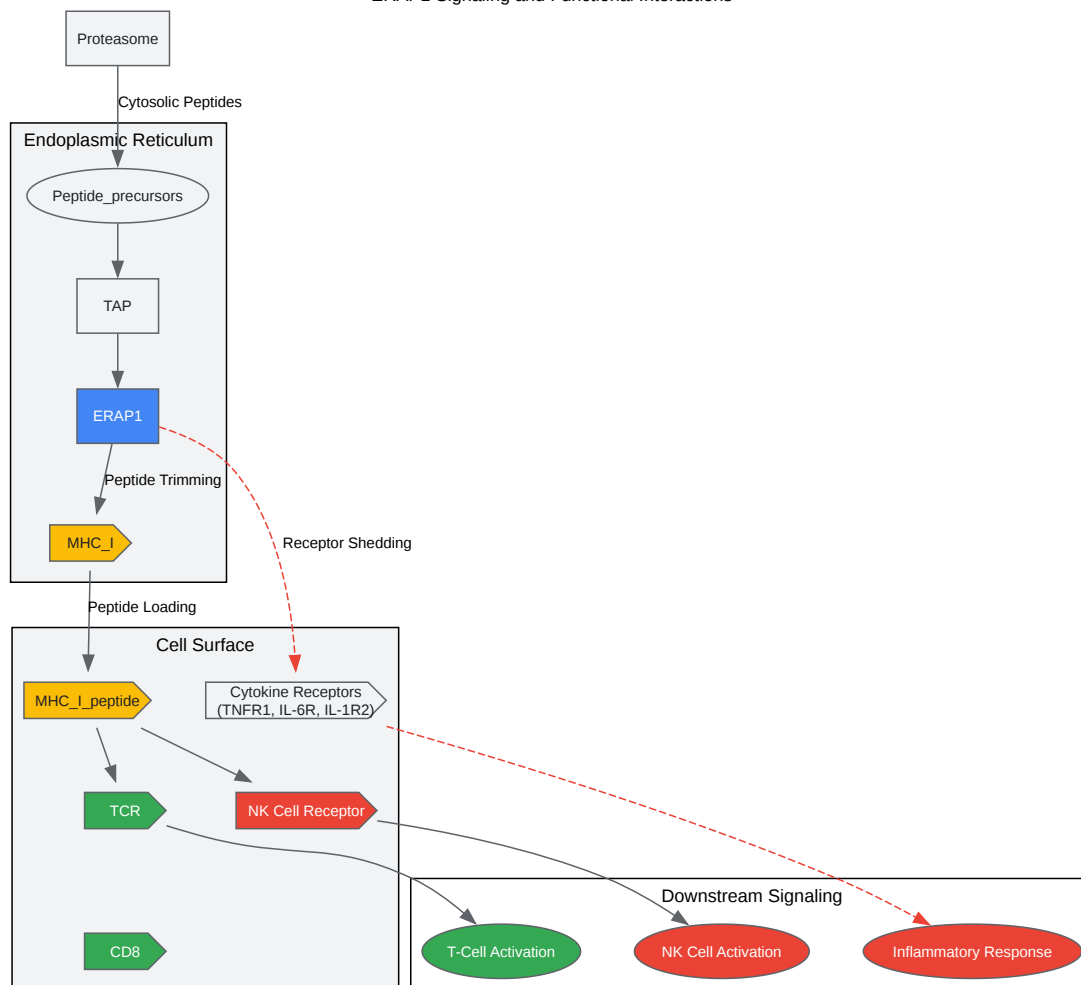 Proteasome
Cytosolic Peptides
Endoplasmic Reticulum
Peptide_precursors
TAP
ERAP1
Peptide Trimming
MHC_I
Receptor Shedding
Peptide Loading
Cell Surface
MHC_I_peptide
Cytokine Receptors
(TNFR1, IL-6R, IL-1R2)
TCR
NK Cell Receptor
Downstream Signaling
CD8
T-Cell Activation
NK Cell Activation
Inflammatory Response